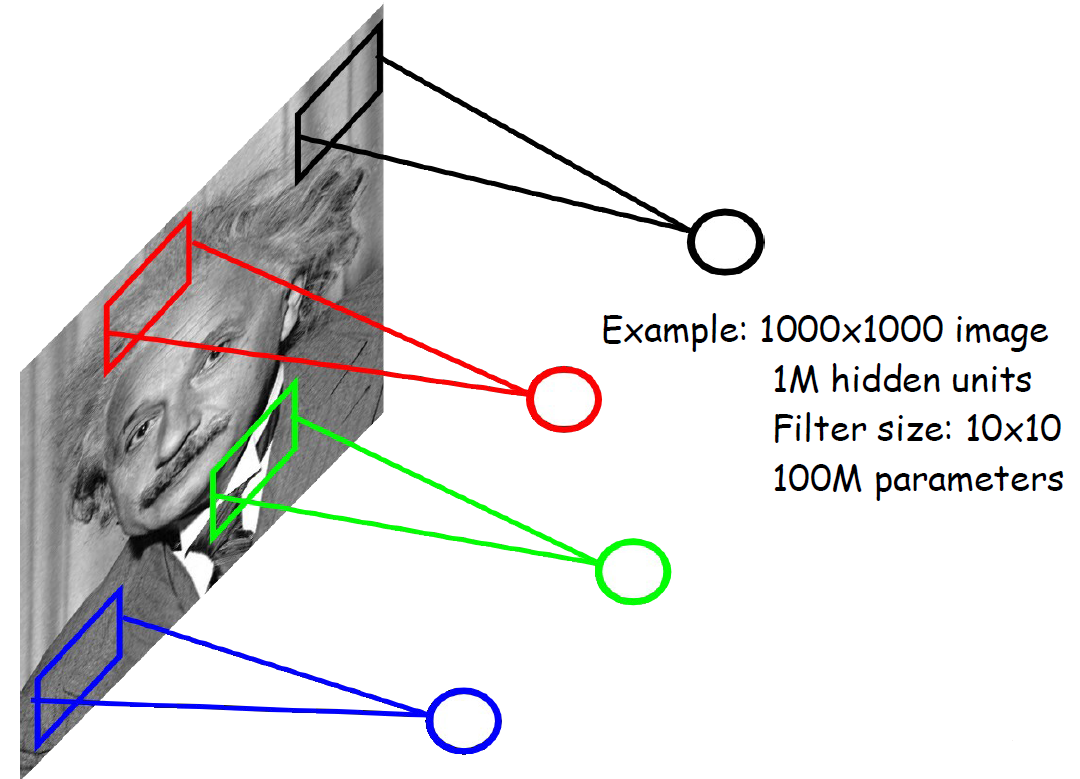 Example: 1000x1000 image
1M hidden units
Filter size: 10x10
100M parameters